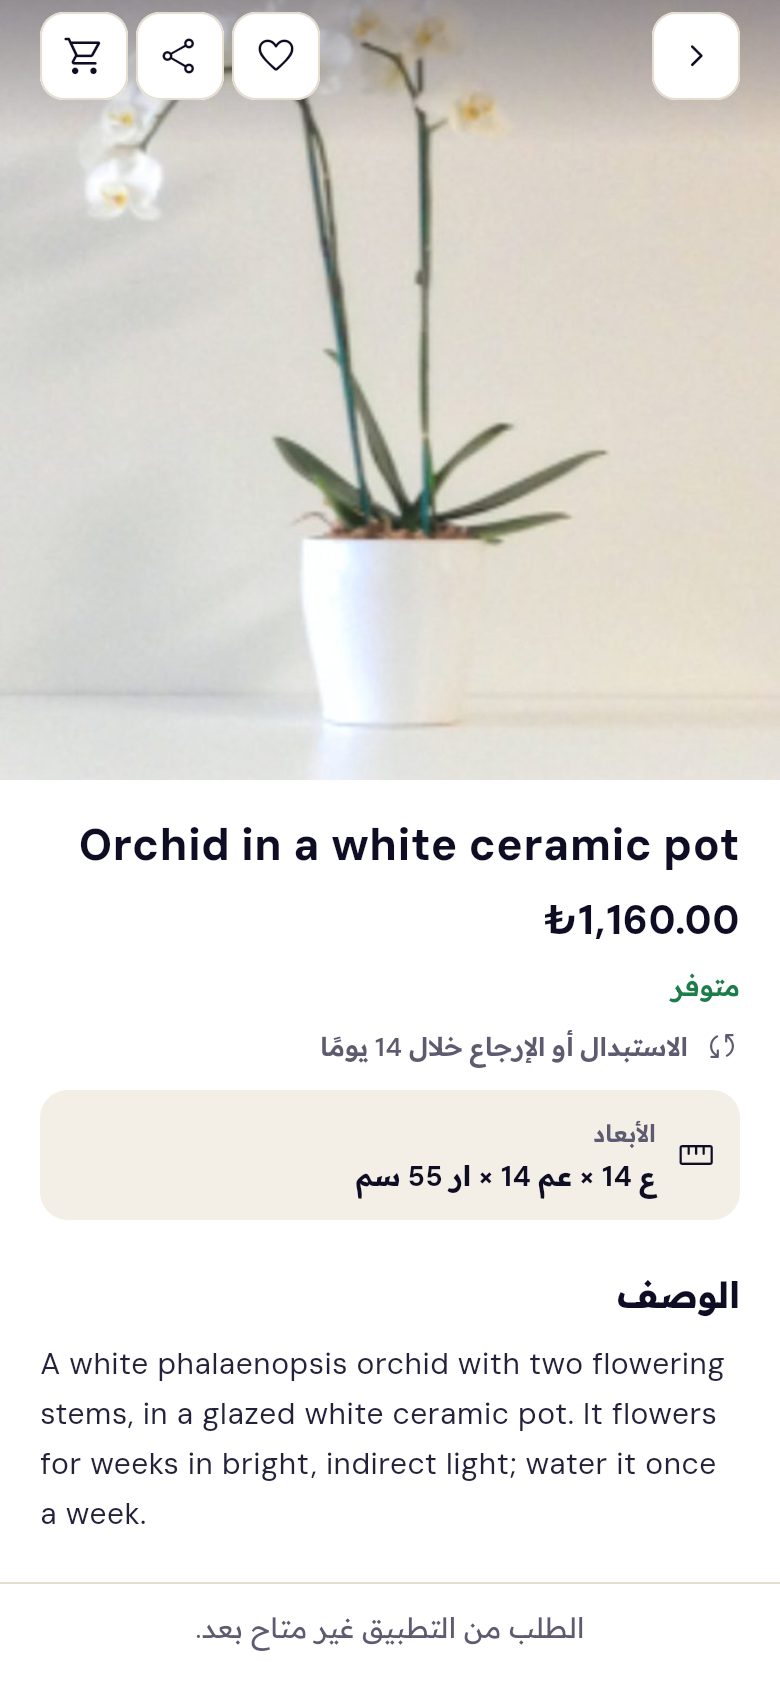 Orchid in a white ceramic pot
₺1,160.00
متوفر
الاستبدال أو الإرجاع خلال 14 يومًا
الأبعاد
ع 14 × عم 14 × ار 55 سم
الوصف
A white phalaenopsis orchid with two flowering
stems, in a glazed white ceramic pot. It flowers
for weeks in bright, indirect light; water it once
a week.
الطلب من التطبيق غير متاح بعد.